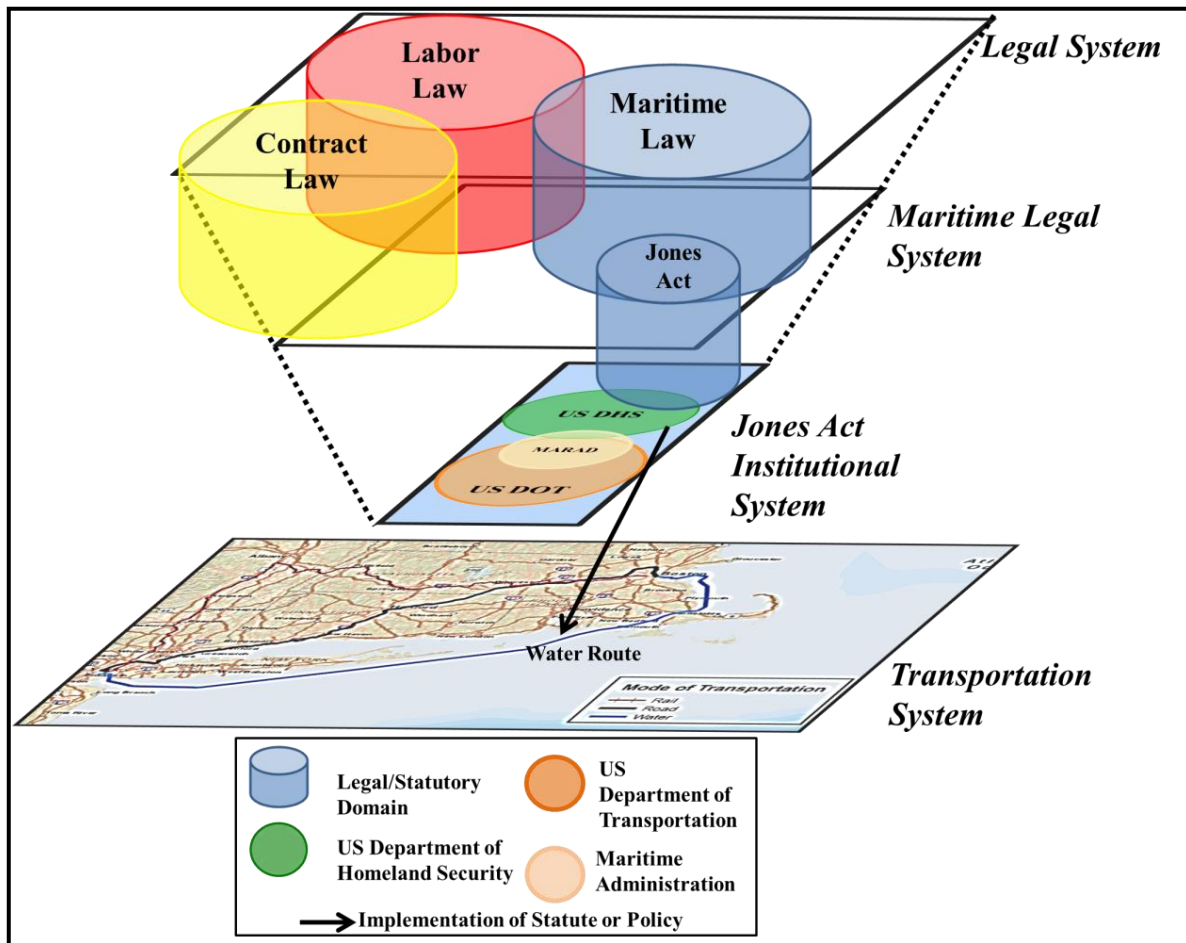 Legal System
Labor
Law
Maritime
Law
Contract
Law
Maritime Legal
System
Jones
Act
US DHS
MARAD
US DOT
Jones Act
Institutional
System
Albany
Boston
Water Route
Mode of Transportation
Rail
Road
Water
Transportation
System
Legal/Statutory
Domain
US
Department of
Transportation
US Department of
Homeland Security
Maritime
Administration
Implementation of Statute or Policy